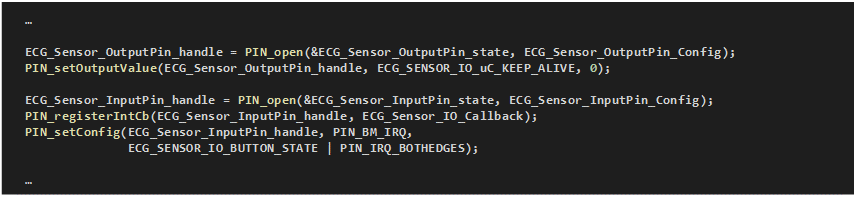 …
ECG_Sensor_OutputPin_handle = PIN_open(&ECG_Sensor_OutputPin_state, ECG_Sensor_OutputPin_Config);
PIN_setOutputValue(ECG_Sensor_OutputPin_handle, ECG_SENSOR_IO_uC_KEEP_ALIVE, 0);
ECG_Sensor_InputPin_handle = PIN_open(&ECG_Sensor_InputPin_state, ECG_Sensor_InputPin_Config);
PIN_registerIntCb(ECG_Sensor_InputPin_handle, ECG_Sensor_IO_Callback);
PIN_setConfig(ECG_Sensor_InputPin_handle, PIN_BM_IRQ,
ECG_SENSOR_IO_BUTTON_STATE | PIN_IRQ_BOTHEDGES);
…